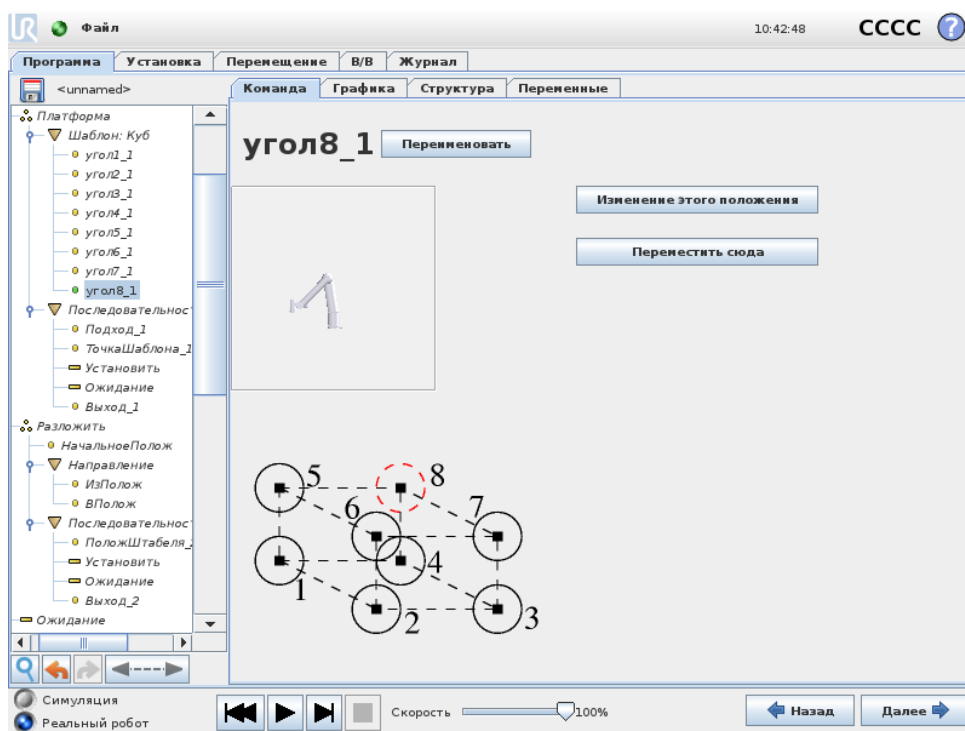 UR Файл 10:42:48 CCCC ?
Программа Установка Перемещение В/В Журнал
<unnamed>
Команда Графика Структура Переменные
Платформа
Шаблон: Куб
угол1_1
угол2_1
угол3_1
угол4_1
угол5_1
угол6_1
угол7_1
угол8_1
Последовательнос
Подход_1
ТочкаШаблона_1
Установить
Ожидание
Выход_1
Разложить
НачальноеПолож
Направление
ИзПолож
ВПолож
Последовательнос
ПоложШтабеля_
Установить
Ожидание
Выход_2
Ожидание
угол8_1 Переименовать
Изменение этого положения
Переместить сюда
5 8
6 7
1 4
2 3
Симуляция
Реальный робот
Скорость 100%
Назад Далее